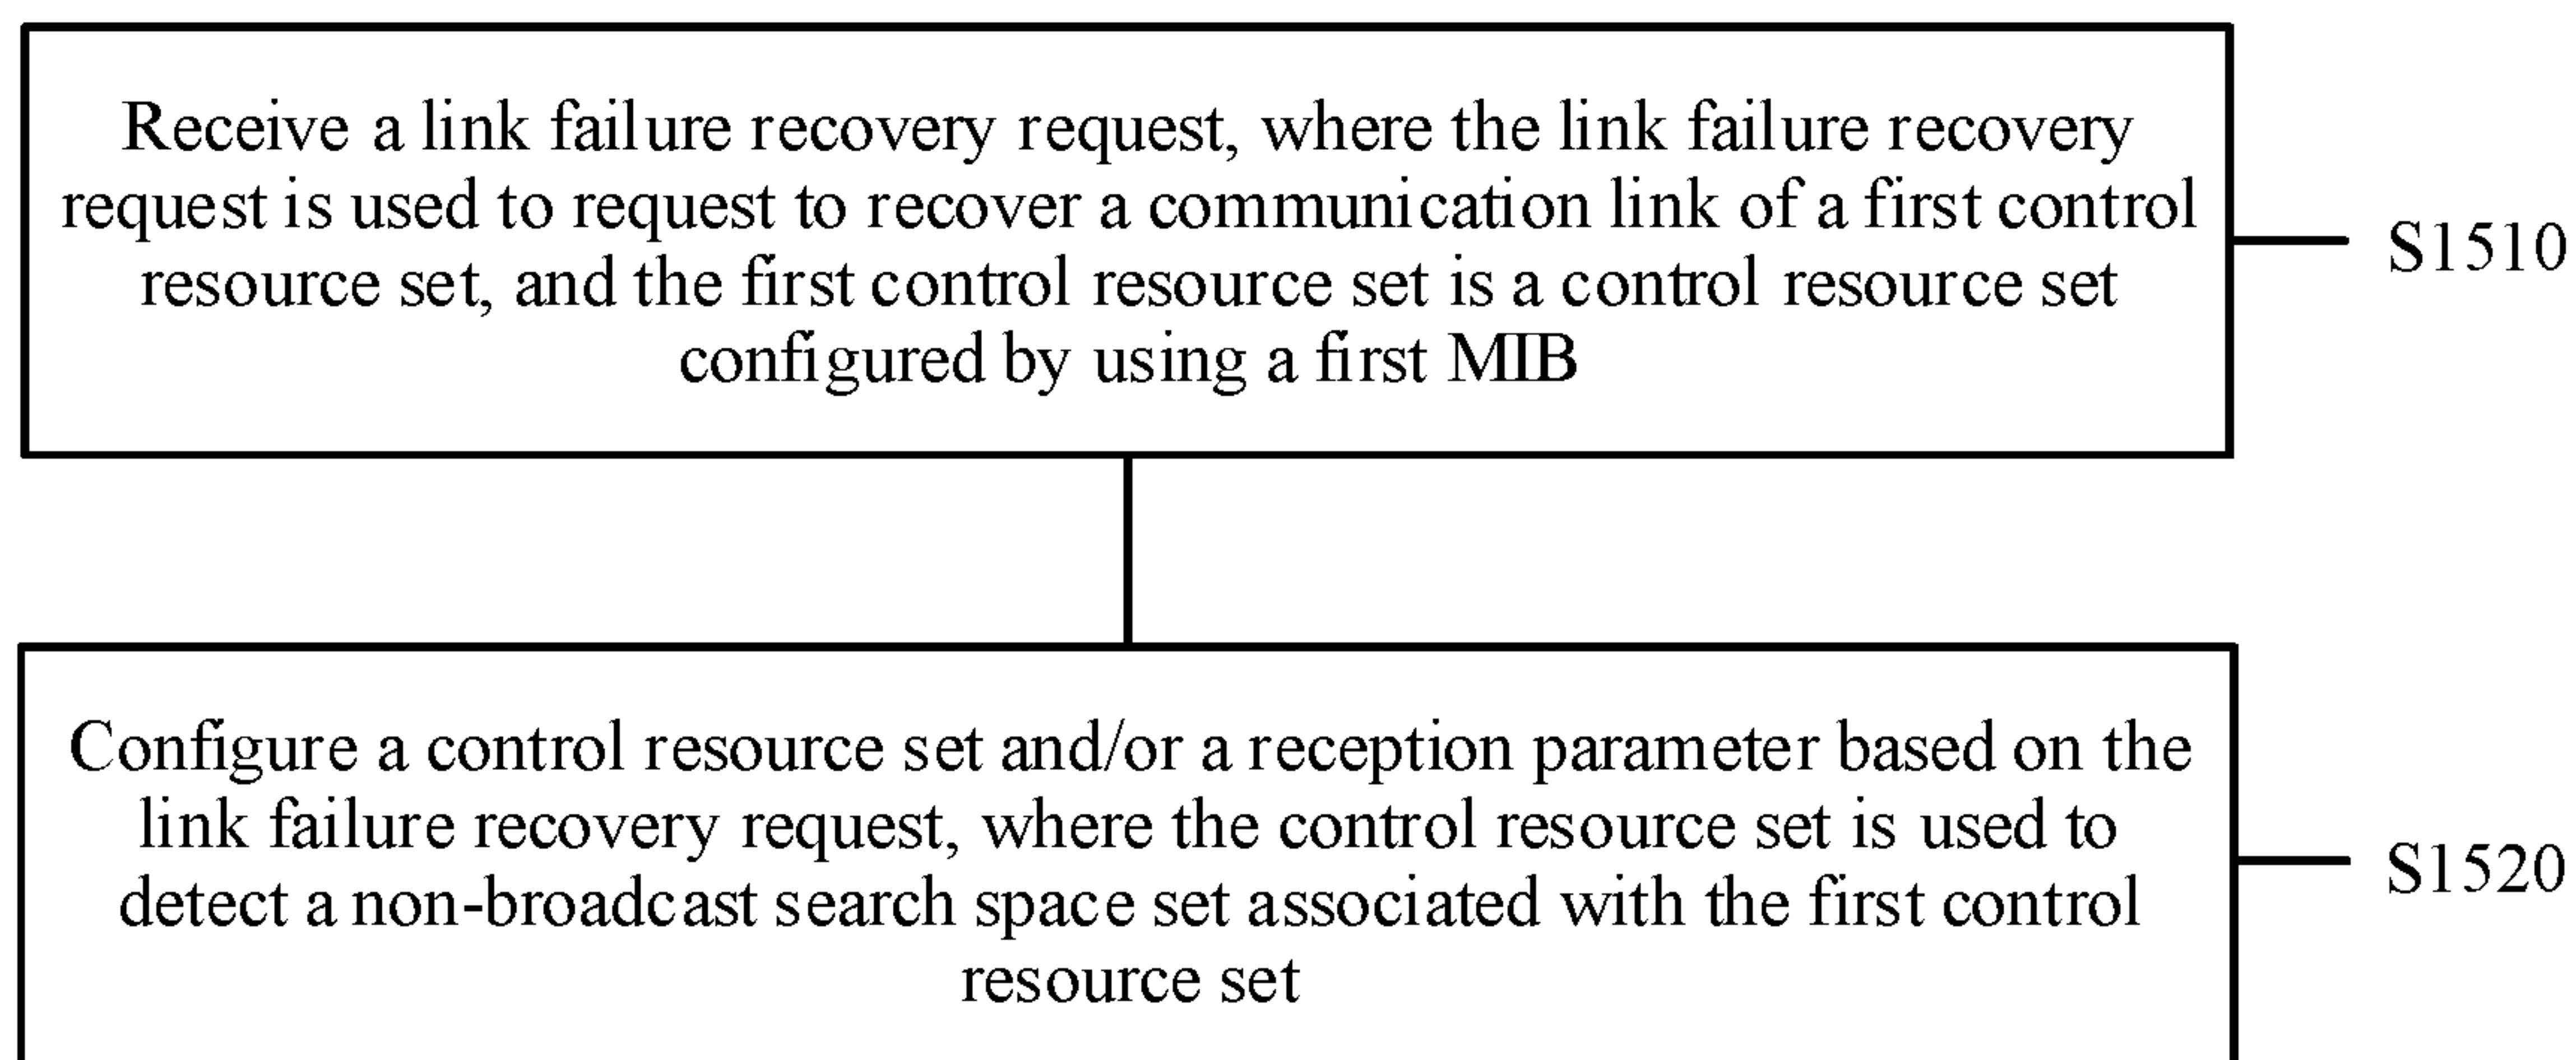 Receive a link failure recovery request, where the link failure recovery
request is used to request to recover a communication link of a first control
resource set, and the first control resource set is a control resource set
configured by using a first MIB
S1510
Configure a control resource set and/or a reception parameter based on the
link failure recovery request, where the control resource set is used to
detect a non-broadcast search space set associated with the first control
resource set
S1520